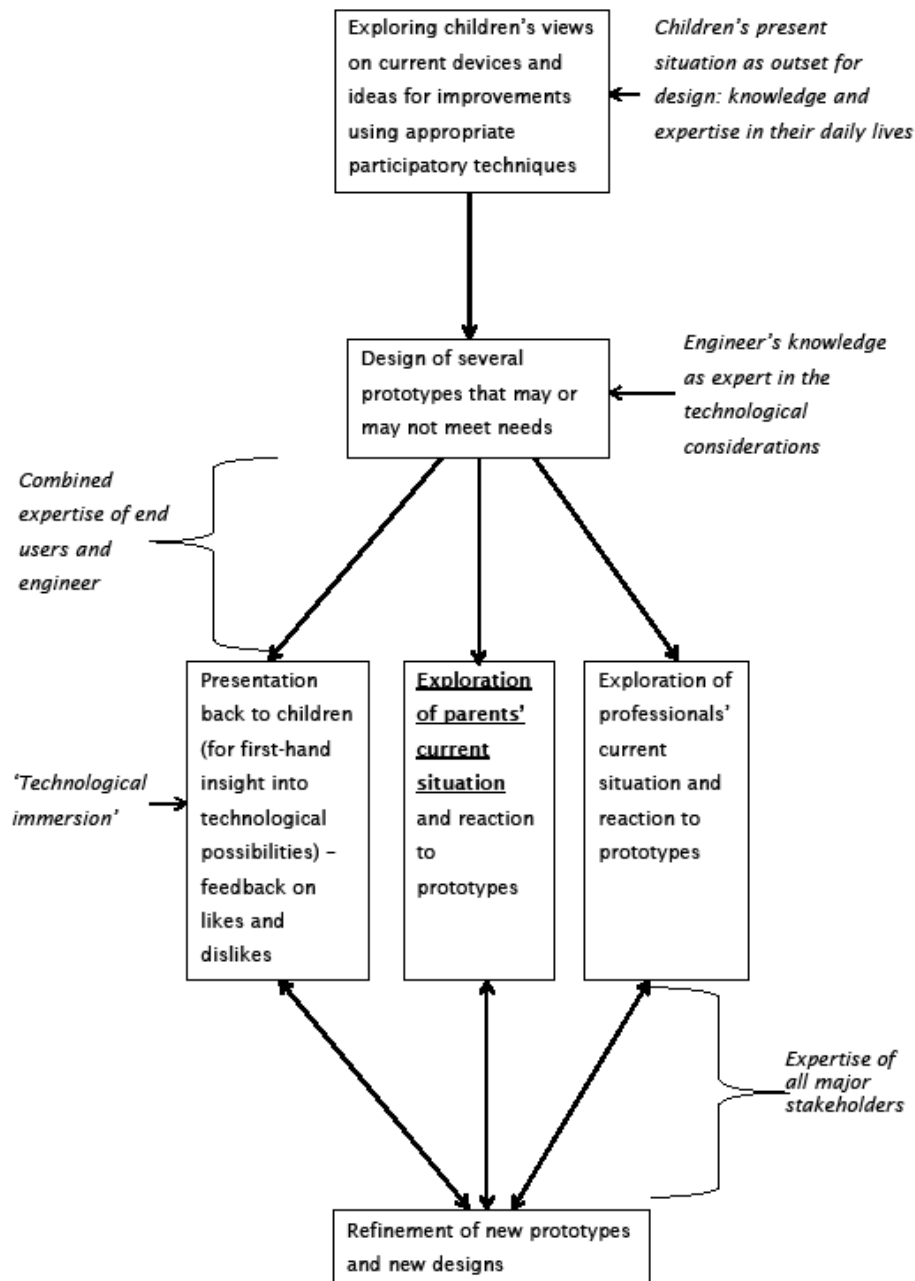 Exploring children's views
on current devices and
ideas for improvements
using appropriate
participatory techniques
Children's present
situation as outset for
design: knowledge and
expertise in their daily lives
Design of several
prototypes that may or
may not meet needs
Engineer's knowledge
as expert in the
technological
considerations
Combined
expertise of end
users and
engineer
Presentation
back to children
(for first-hand
insight into
technological
possibilities) –
feedback on
likes and
dislikes
'Technological
immersion'
Exploration
of parents'
current
situation
and reaction
to
prototypes
Exploration of
professionals'
current
situation and
reaction to
prototypes
Expertise of
all major
stakeholders
Refinement of new prototypes
and new designs